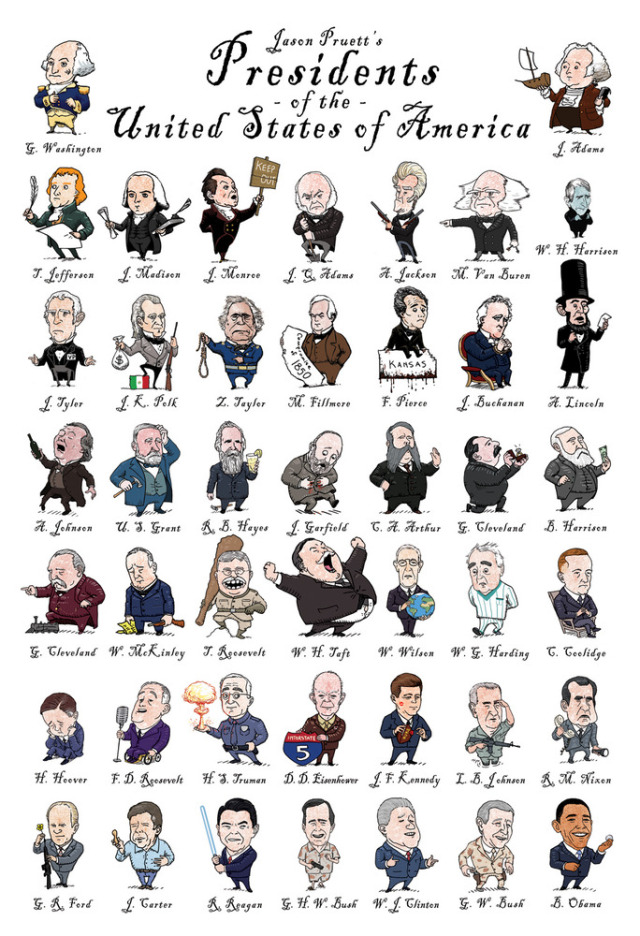 Jason Pruett's
Presidents
- of the -
United States of America
G. Washington
J. Adams
KEEP
OUT
T. Jefferson
J. Madison
J. Monroe
J. Q. Adams
A. Jackson
M. Van Buren
W. H. Harrison
Compromise
of 1850
KANSAS
J. Tyler
J. K. Polk
Z. Taylor
M. Fillmore
F. Pierce
J. Buchanan
A. Lincoln
A. Johnson
U. S. Grant
R. B. Hayes
J. Garfield
C. A. Arthur
G. Cleveland
B. Harrison
G. Cleveland
W. McKinley
T. Roosevelt
W. H. Taft
W. Wilson
W. G. Harding
C. Coolidge
INTERSTATE
5
H. Hoover
F. D. Roosevelt
H. S. Truman
D. D. Eisenhower
J. F. Kennedy
L. B. Johnson
R. M. Nixon
G. R. Ford
J. Carter
R. Reagan
G. H. W. Bush
W. J. Clinton
G. W. Bush
B. Obama